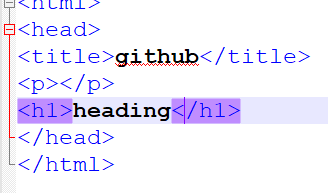 <html>
<head>
<title>github</title>
<p></p>
<h1>heading</h1>
</head>
</html>